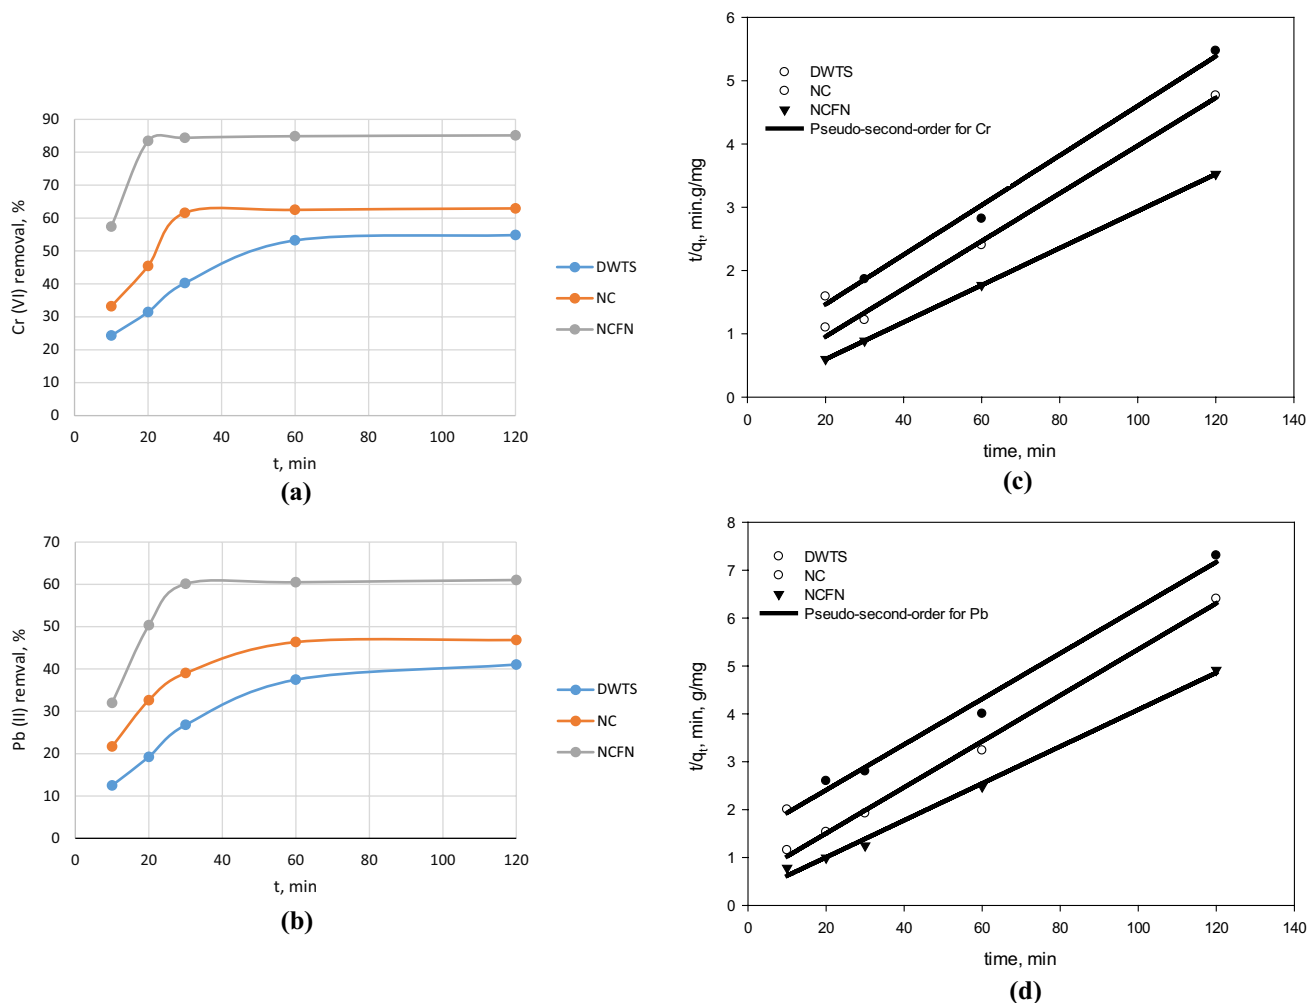 90
80
70
60
50
40
30
20
10
0
Cr (VI) removal, %
0 20 40 60 80 100 120
t, min
DWTS
NC
NCFN
(a)
6
5
4
3
2
1
0
t/qt, min.g/mg
DWTS
NC
NCFN
Pseudo-second-order for Cr
0 20 40 60 80 100 120 140
time, min
(c)
70
60
50
40
30
20
10
0
Pb (II) remval, %
0 20 40 60 80 100 120
t, min
DWTS
NC
NCFN
(b)
8
7
6
5
4
3
2
1
0
t/qt, min, g/mg
DWTS
NC
NCFN
Pseudo-second-order for Pb
0 20 40 60 80 100 120 140
time, min
(d)